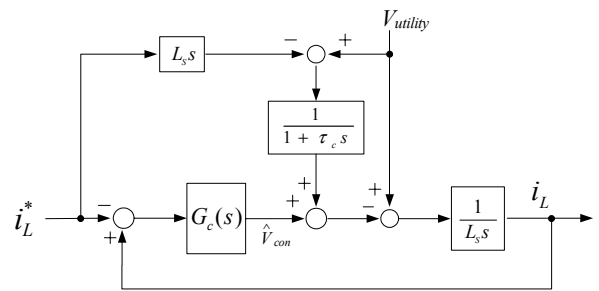 V_utility
− +
L_s s
1
1 + τ_c s
+
i_L^* − + + − i_L
G_c(s) 1
L_s s
+ V̂_con